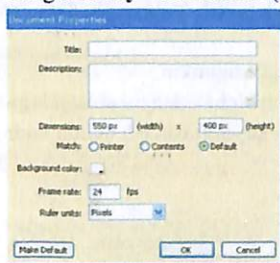 Document Properties
Title:
Description:
Dimensions: 550 px (width) x 400 px (height)
Match: Printer Contents Default
Background color:
Frame rate: 24 fps
Ruler units: Pixels
Make Default OK Cancel